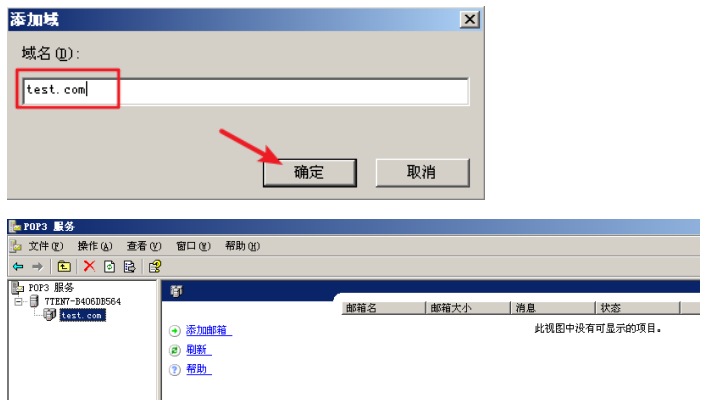 添加域
域名(D):
test.com
确定 取消
POP3 服务
文件(F) 操作(A) 查看(V) 窗口(W) 帮助(H)
POP3 服务
7TEN7-B406DB564
test.com
邮箱名 邮箱大小 消息 状态
添加邮箱
此视图中没有可显示的项目。
刷新
帮助